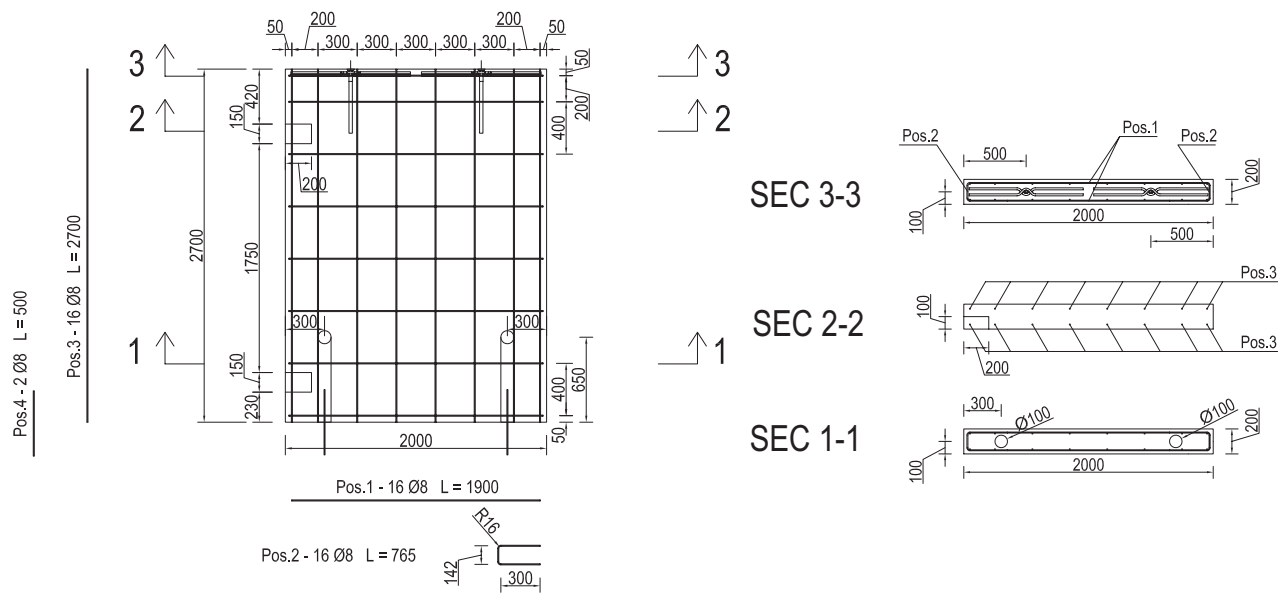 50 200 300 300 300 300 200 50
3 3
50
200
2 2
420
150
400
200
2700
1750
Pos.3 - 16 Ø8 L = 2700
Pos.4 - 2 Ø8 L = 500
300 300
1 1
150
230
400
650
50
2000
Pos.1 - 16 Ø8 L = 1900
R16
Pos.2 - 16 Ø8 L = 765
142
300
Pos.2 Pos.1 Pos.2
500
SEC 3-3
200
100
2000
500
Pos.3
SEC 2-2
100
Pos.3
200
300
Ø100 Ø100
SEC 1-1
200
100
2000